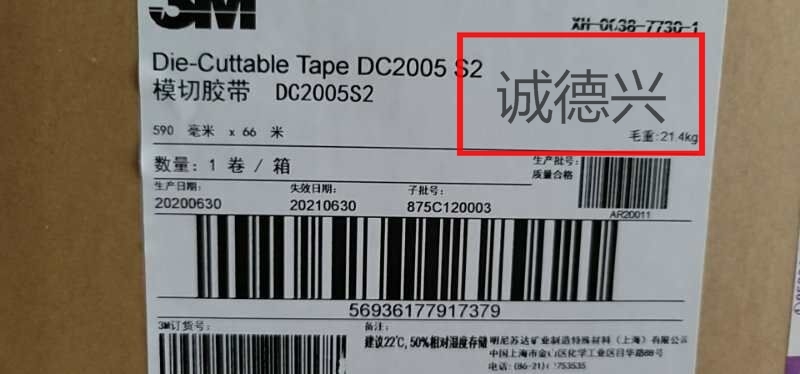 3M
XH-0038-7730-1
Die-Cuttable Tape DC2005 S2
模切胶带 DC2005S2
诚德兴
590 毫米 x 66 米
毛重:21.4kg
数量: 1 卷 / 箱
生产批号:
质量合格
AR20011
生产日期: 失效日期: 子批号:
20200630 20210630 875C120003
56936177917379
3M订货号:
备注:
建议22℃,50%相对湿度存储
明尼苏达矿业制造特殊材料（上海）有限公司
中国上海市金山区化学工业区目华路88号
电话: